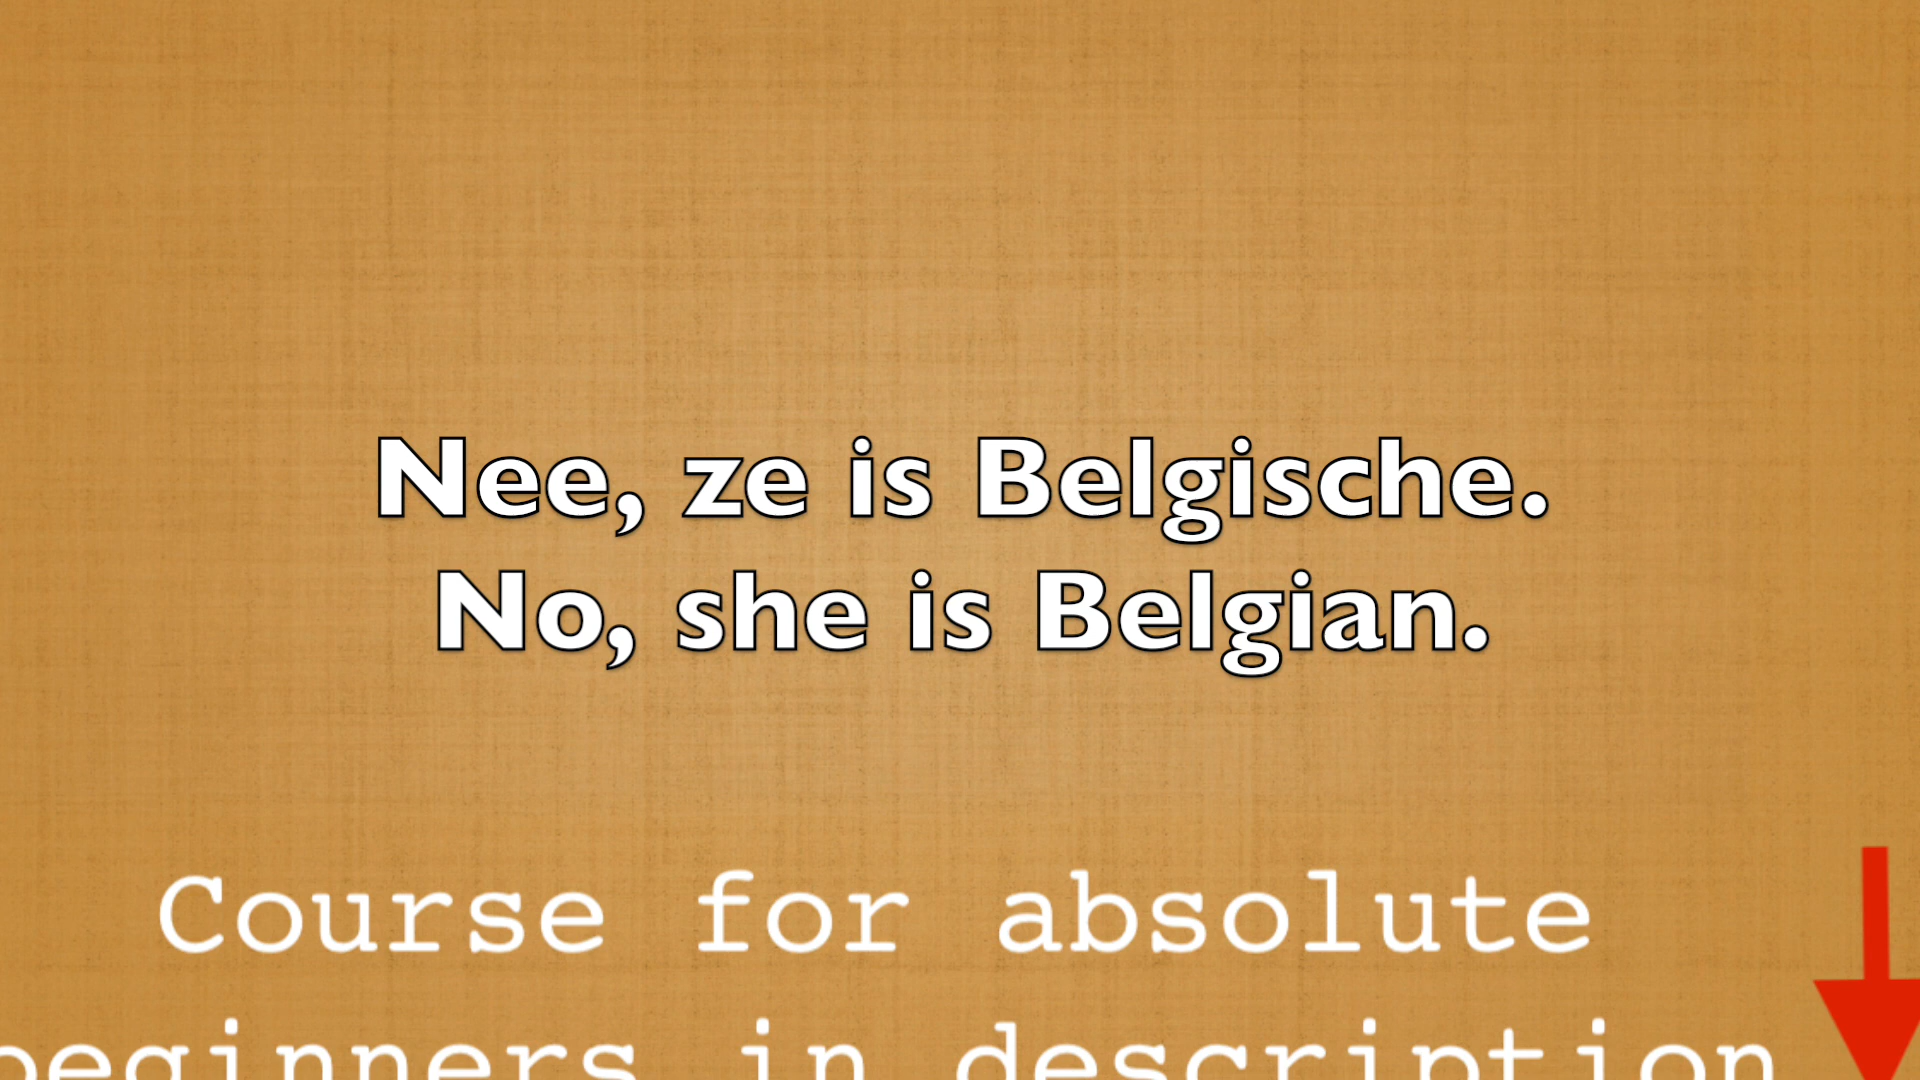 Nee, ze is Belgische.
No, she is Belgian.
Course for absolute
beginners in description